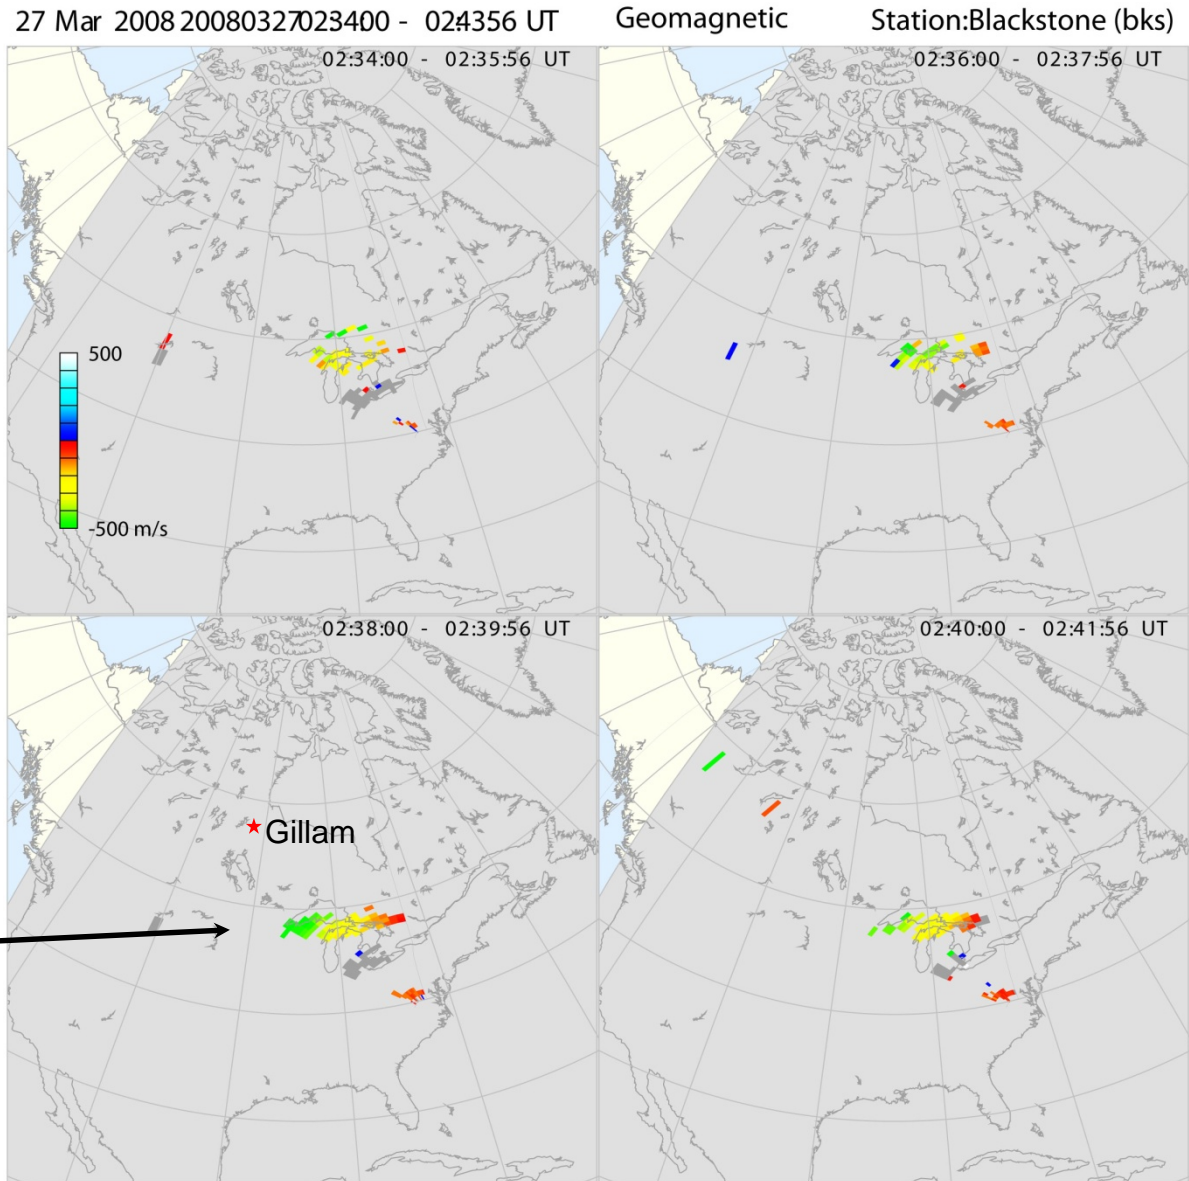 27 Mar 2008 20080327023400 - 024356 UT Geomagnetic Station:Blackstone (bks)
02:34:00 - 02:35:56 UT
02:36:00 - 02:37:56 UT
500
-500 m/s
02:38:00 - 02:39:56 UT
02:40:00 - 02:41:56 UT
Gillam